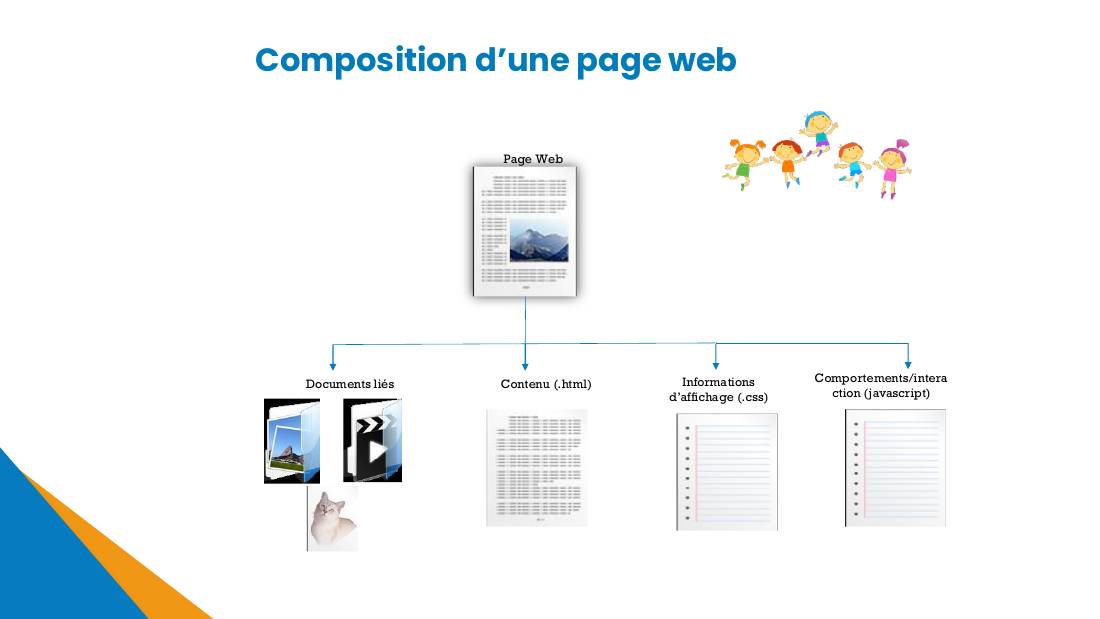 Composition d’une page web
Page Web
Documents liés
Contenu (.html)
Informations
d’affichage (.css)
Comportements/intera
ction (javascript)